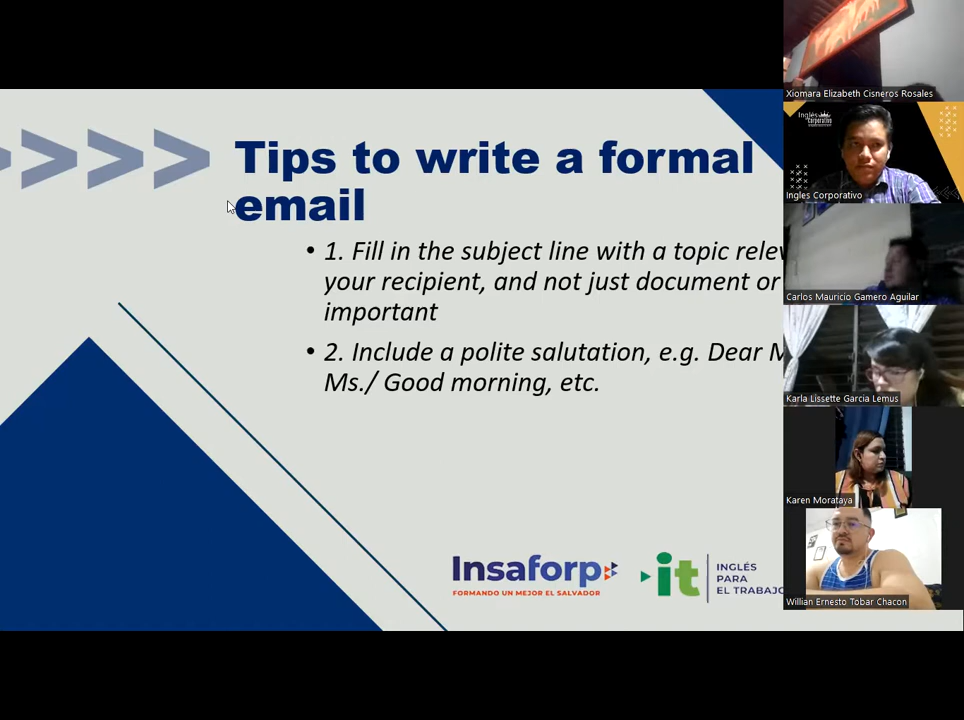 Tips to write a formal
email
• 1. Fill in the subject line with a topic
your recipient, and not just document or
important
• 2. Include a polite salutation, e.g. Dear
Ms./ Good morning, etc.
Insaforp
FORMANDO UN MEJOR EL SALVADOR
it
INGLÉS
PARA
EL TRABAJO
Xiomara Elizabeth Cisneros Rosales
Inglés
Corporativo
Ingles Corporativo
Carlos Mauricio Gamero Aguilar
Karla Lissette Garcia Lemus
Karen Morataya
Willian Ernesto Tobar Chacon